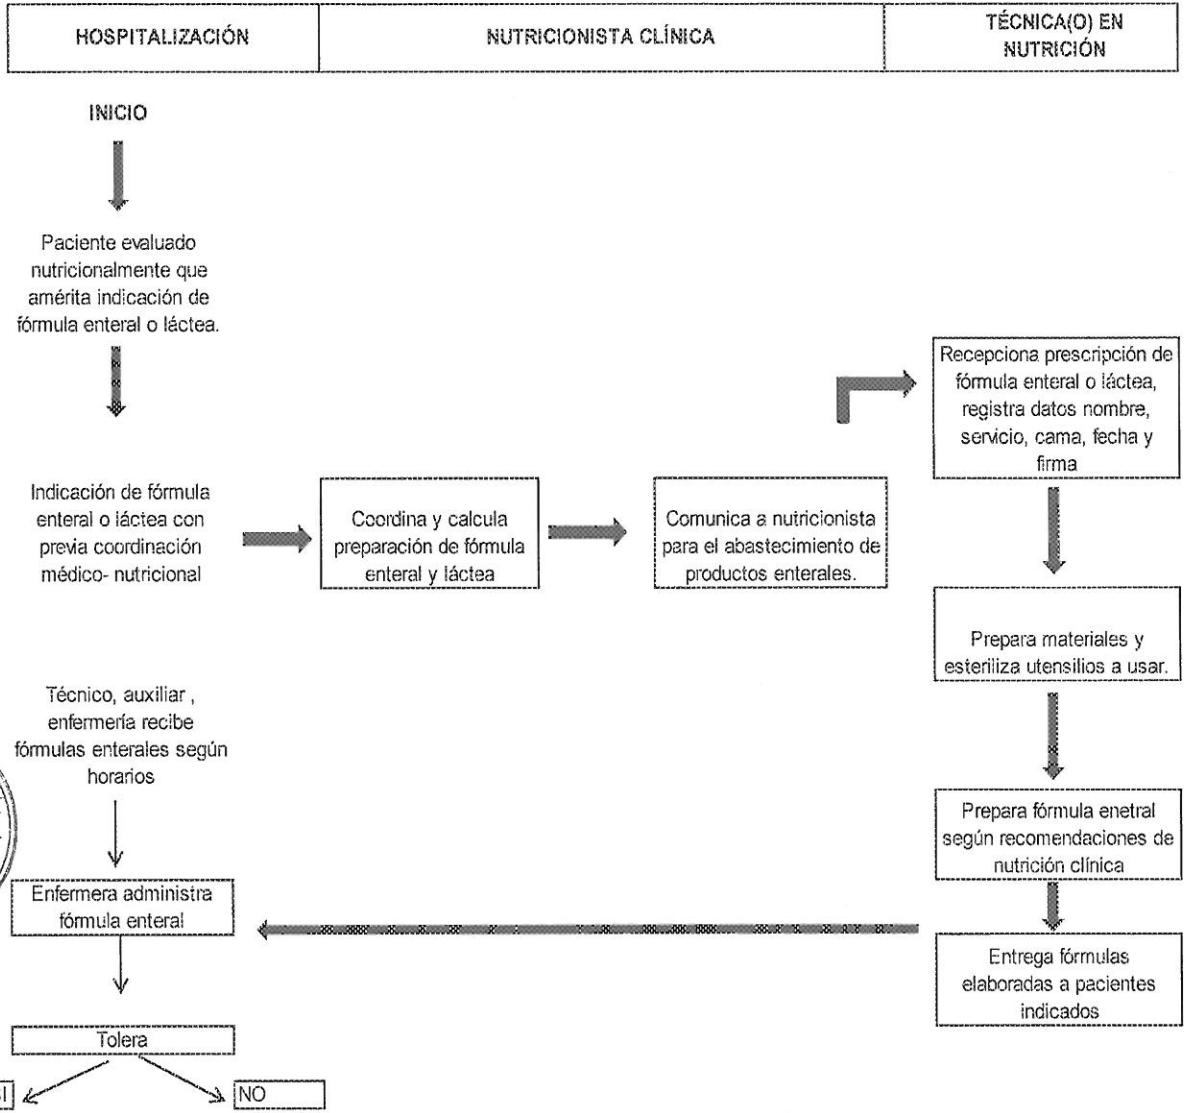 HOSPITALIZACIÓN
NUTRICIONISTA CLÍNICA
TÉCNICA(O) EN
NUTRICIÓN
INICIO
Paciente evaluado
nutricionalmente que
amérita indicación de
fórmula enteral o láctea.
Indicación de fórmula
enteral o láctea con
previa coordinación
médico- nutricional
Coordina y calcula
preparación de fórmula
enteral y láctea
Comunica a nutricionista
para el abastecimiento de
productos enterales.
Recepciona prescripción de
fórmula enteral o láctea,
registra datos nombre,
servicio, cama, fecha y
firma
Prepara materiales y
esteriliza utensilios a usar.
Prepara fórmula enetral
según recomendaciones de
nutrición clínica
Entrega fórmulas
elaboradas a pacientes
indicados
Técnico, auxiliar ,
enfermería recibe
fórmulas enterales según
horarios
Enfermera administra
fórmula enteral
Tolera
SI
NO